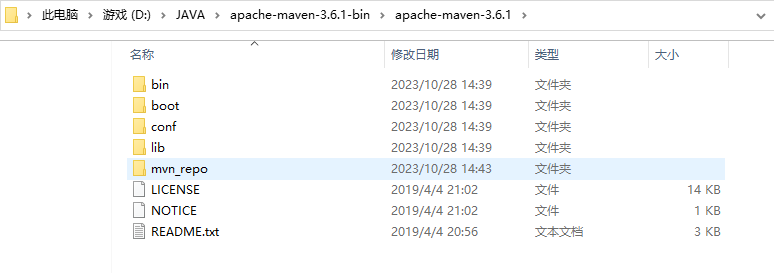 此电脑 > 游戏 (D:) > JAVA > apache-maven-3.6.1-bin > apache-maven-3.6.1 >
名称 修改日期 类型 大小
bin 2023/10/28 14:39 文件夹
boot 2023/10/28 14:39 文件夹
conf 2023/10/28 14:39 文件夹
lib 2023/10/28 14:39 文件夹
mvn_repo 2023/10/28 14:43 文件夹
LICENSE 2019/4/4 21:02 文件 14 KB
NOTICE 2019/4/4 21:02 文件 1 KB
README.txt 2019/4/4 20:56 文本文档 3 KB